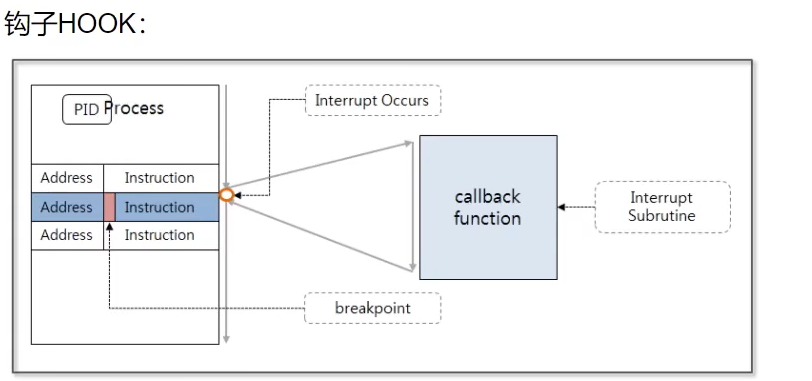 钩子HOOK:
PID Process
Interrupt Occurs
Address Instruction
Address Instruction
Address Instruction
callback
function
Interrupt
Subrutine
breakpoint